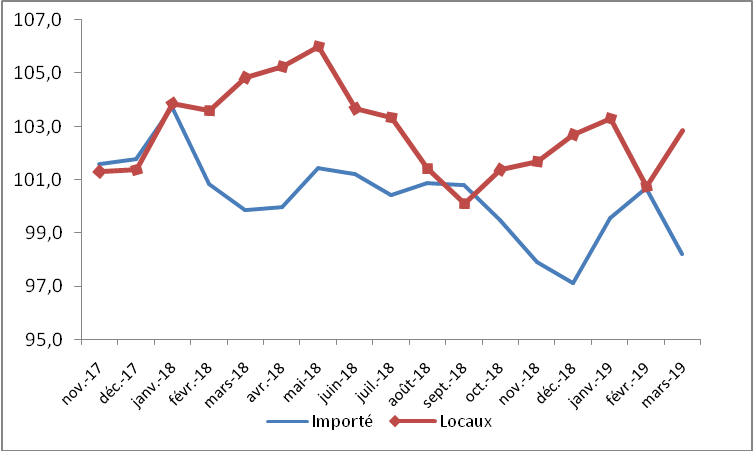 107,0
105,0
103,0
101,0
99,0
97,0
95,0
nov.-17
déc.-17
janv.-18
févr.-18
mars-18
avr.-18
mai-18
juin-18
juil.-18
août-18
sept.-18
oct.-18
nov.-18
déc.-18
janv.-19
févr.-19
mars-19
Importé
Locaux